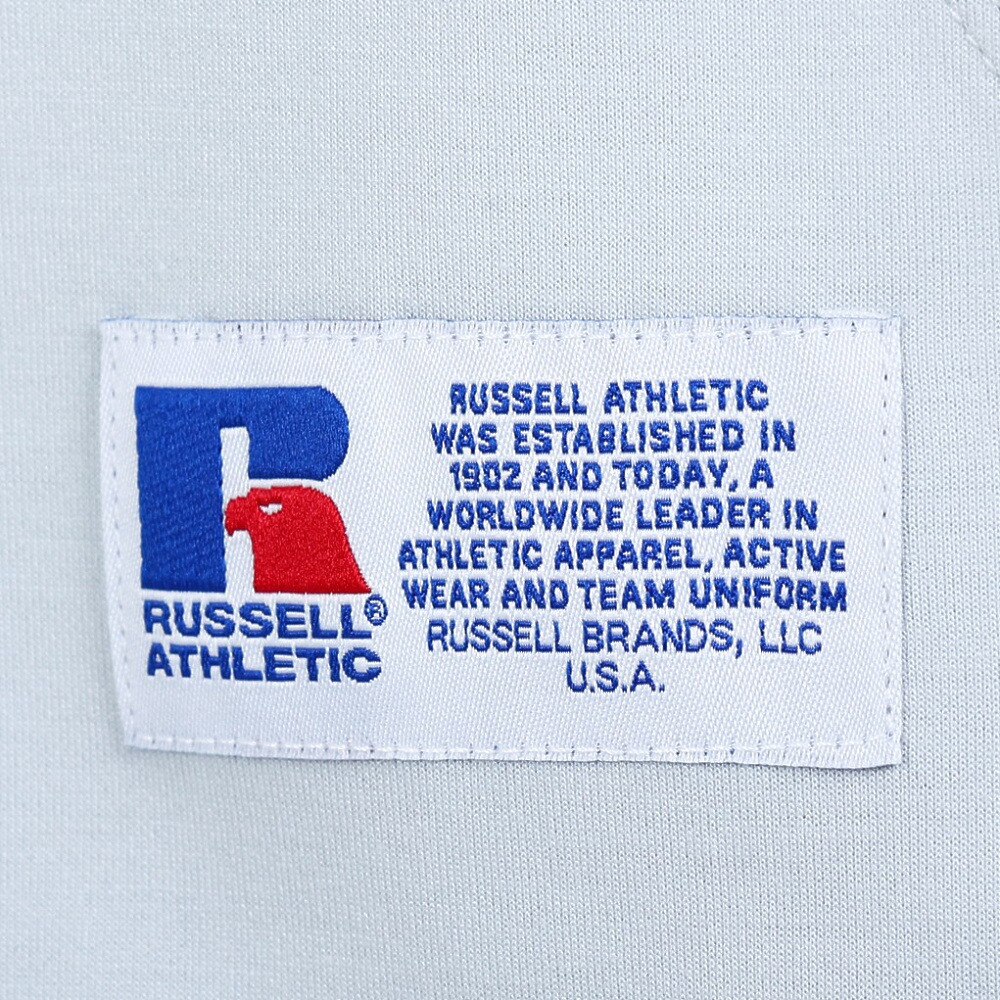 R
RUSSELL®
ATHLETIC
RUSSELL ATHLETIC
WAS ESTABLISHED IN
1902 AND TODAY, A
WORLDWIDE LEADER IN
ATHLETIC APPAREL, ACTIVE
WEAR AND TEAM UNIFORM
RUSSELL BRANDS, LLC
U.S.A.